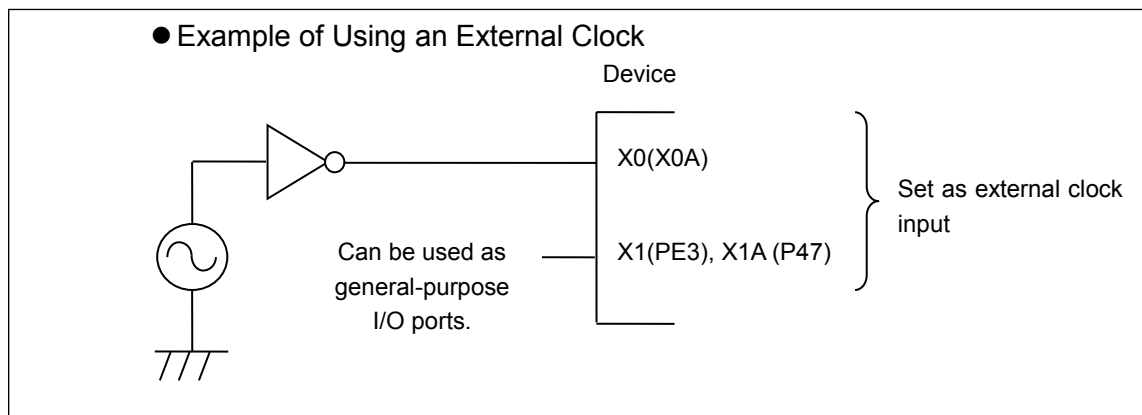 ● Example of Using an External Clock
Device
X0(X0A)
Set as external clock
input
Can be used as
general-purpose
I/O ports.
X1(PE3), X1A (P47)